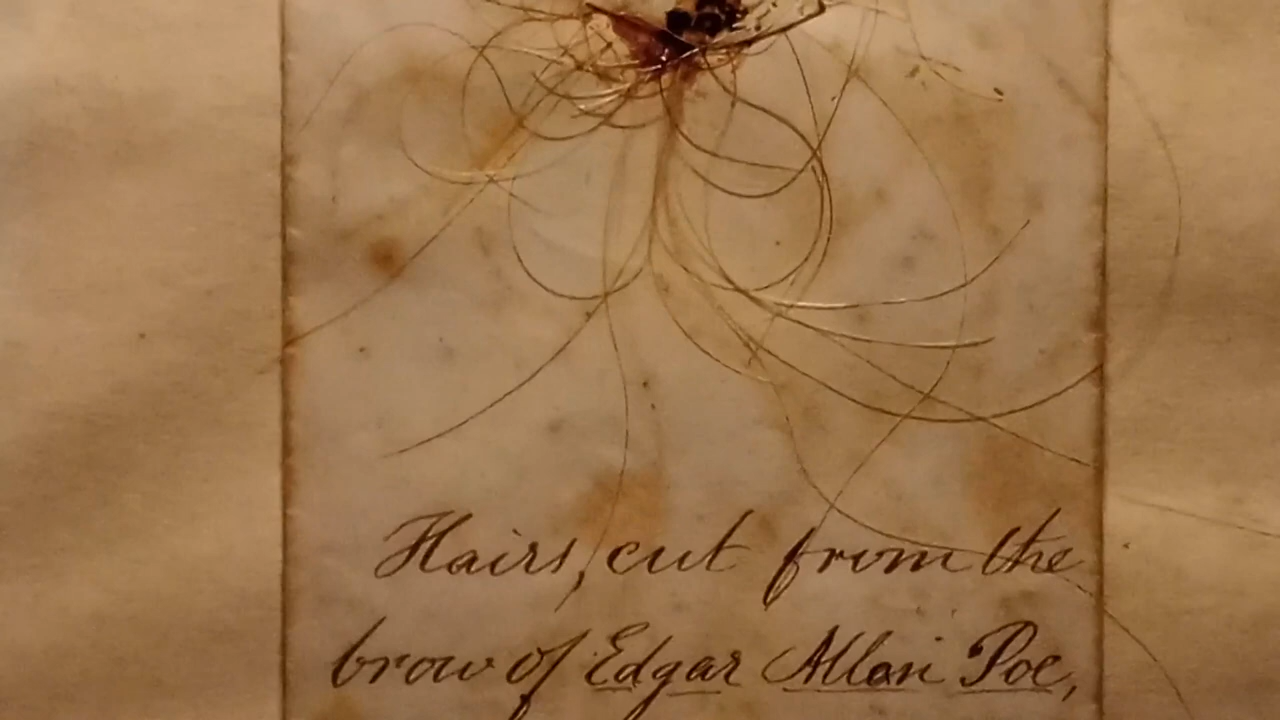 Hairs, cut from the
brow of Edgar Allan Poe,